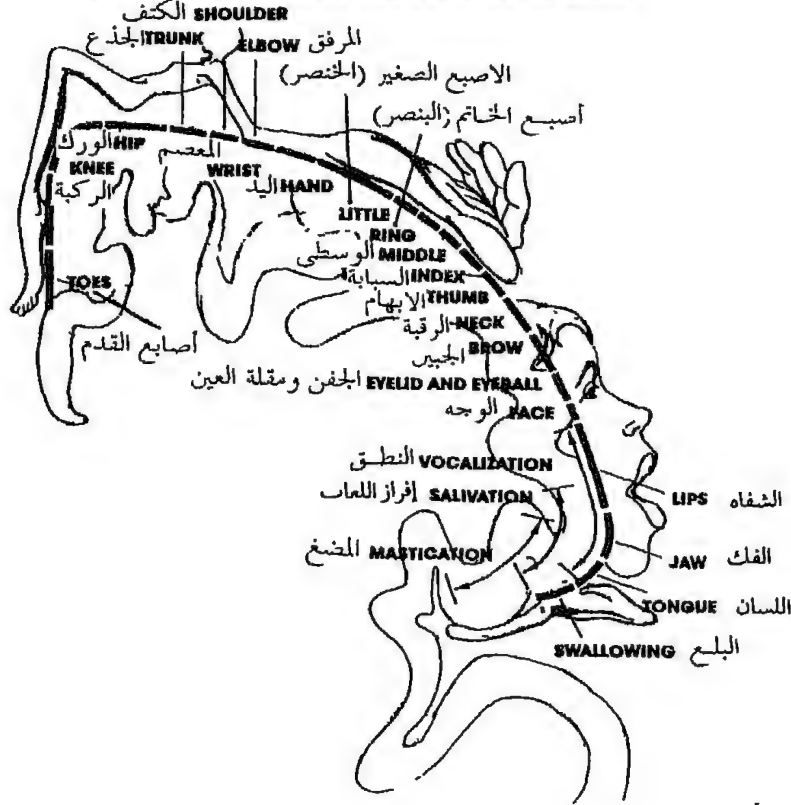 الكتف SHOULDER
الجذع TRUNK
ELBOW المرفق
الاصبع الصغير (الخنصر)
أصبع الخاتم (البنصر)
الورك HIP
المعصم WRIST
KNEE
الركبة
اليد HAND
LITTLE
RING
الوسطى MIDDLE
السبابة INDEX
الابهام THUMB
الرقبة NECK
الجبين BROW
TOES
أصابع القدم
الجفن ومقلة العين EYELID AND EYEBALL
الوجه FACE
النطق VOCALIZATION
إفراز اللعاب SALIVATION
LIPS الشفاه
المضغ MASTICATION
JAW الفك
TONGUE اللسان
SWALLOWING البلع